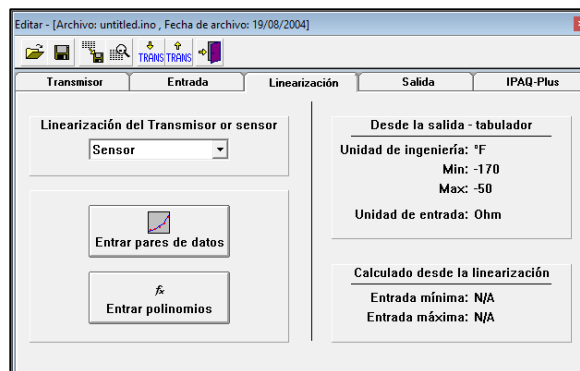 Editar - [Archivo: untitled.ino , Fecha de archivo: 19/08/2004]
TRANS TRANS
Transmisor Entrada Linearización Salida IPAQ-Plus
Linearización del Transmisor or sensor
Sensor
Entrar pares de datos
fx
Entrar polinomios
Desde la salida - tabulador
Unidad de ingeniería: °F
Min: -170
Max: -50
Unidad de entrada: Ohm
Calculado desde la linearización
Entrada mínima: N/A
Entrada máxima: N/A